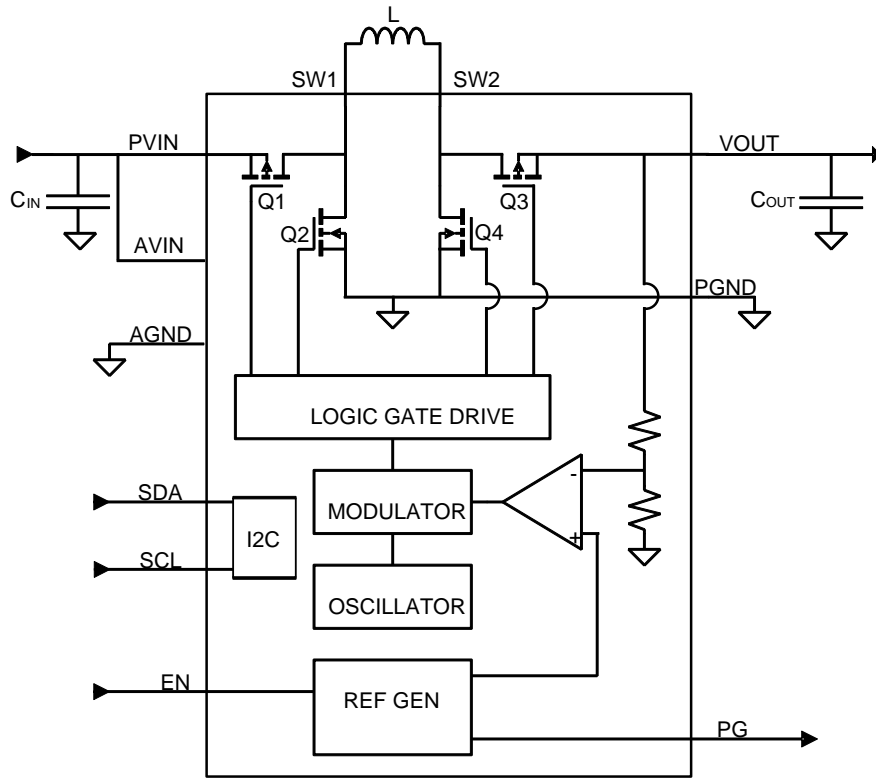 L
SW1 SW2
PVIN VOUT
CIN Q1 Q3 COUT
Q2 Q4
AVIN
PGND
AGND
LOGIC GATE DRIVE
-
SDA MODULATOR
I2C +
SCL
OSCILLATOR
EN REF GEN
PG